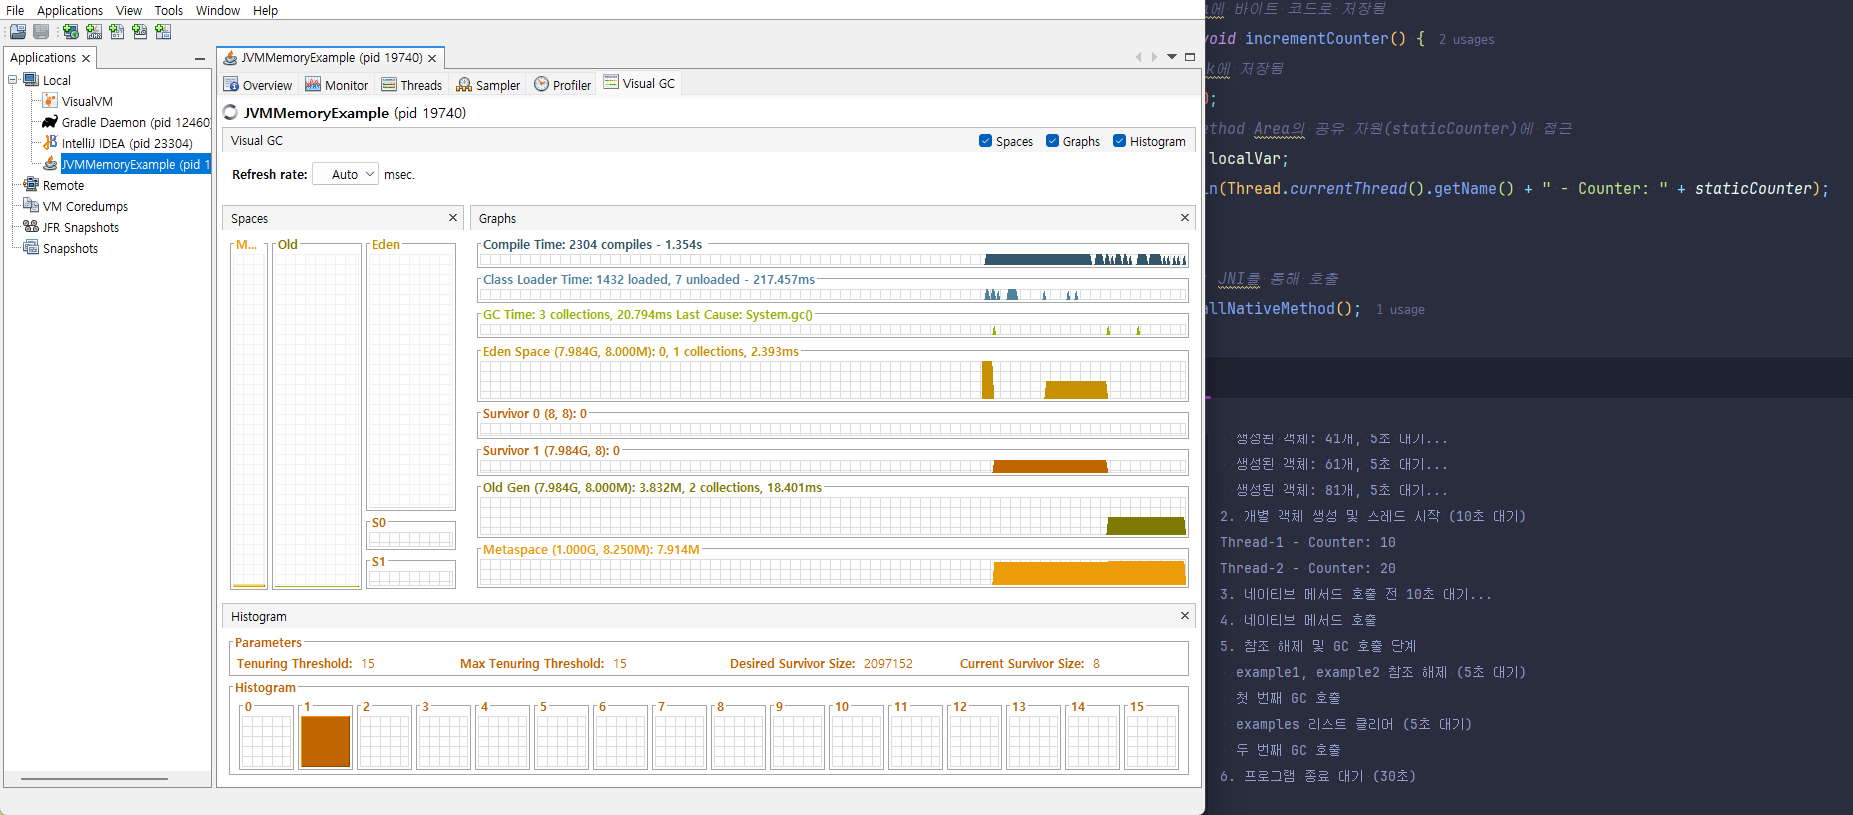 File Applications View Tools Window Help
Applications
Local
VisualVM
Gradle Daemon (pid 12460
IntelliJ IDEA (pid 23304)
JVMMemoryExample (pid 1
Remote
VM Coredumps
JFR Snapshots
Snapshots
JVMMemoryExample (pid 19740)
Overview Monitor Threads Sampler Profiler Visual GC
JVMMemoryExample (pid 19740)
Visual GC Spaces Graphs Histogram
Refresh rate: Auto msec.
Spaces
M... Old Eden
S0
S1
Graphs
Compile Time: 2304 compiles - 1.354s
Class Loader Time: 1432 loaded, 7 unloaded - 217.457ms
GC Time: 3 collections, 20.794ms Last Cause: System.gc()
Eden Space (7.984G, 8.000M): 0, 1 collections, 2.393ms
Survivor 0 (8, 8): 0
Survivor 1 (7.984G, 8): 0
Old Gen (7.984G, 8.000M): 3.832M, 2 collections, 18.401ms
Metaspace (1.000G, 8.250M): 7.914M
Histogram
Parameters
Tenuring Threshold: 15 Max Tenuring Threshold: 15 Desired Survivor Size: 2097152 Current Survivor Size: 8
Histogram
0 1 2 3 4 5 6 7 8 9 10 11 12 13 14 15
에 바이트 코드로 저장됨
void incrementCounter() { 2 usages
k에 저장됨
;
ethod Area의 공유 자원(staticCounter)에 접근
localVar;
ln(Thread.currentThread().getName() + " - Counter: " + staticCounter);
JNI를 통해 호출
allNativeMethod(); 1 usage
생성된 객체: 41개, 5초 대기...
생성된 객체: 61개, 5초 대기...
생성된 객체: 81개, 5초 대기...
2. 개별 객체 생성 및 스레드 시작 (10초 대기)
Thread-1 - Counter: 10
Thread-2 - Counter: 20
3. 네이티브 메서드 호출 전 10초 대기...
4. 네이티브 메서드 호출
5. 참조 해제 및 GC 호출 단계
example1, example2 참조 해제 (5초 대기)
첫 번째 GC 호출
examples 리스트 클리어 (5초 대기)
두 번째 GC 호출
6. 프로그램 종료 대기 (30초)